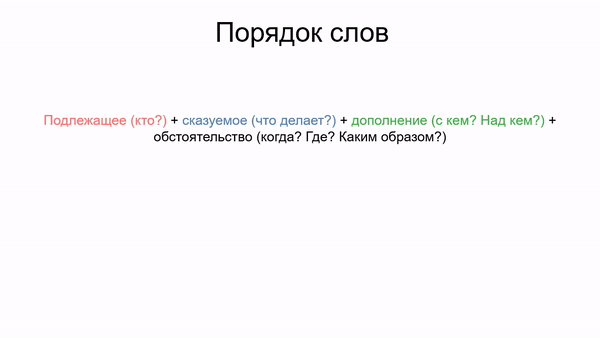 Порядок слов
Подлежащее (кто?) + сказуемое (что делает?) + дополнение (с кем? Над кем?) +
обстоятельство (когда? Где? Каким образом?)